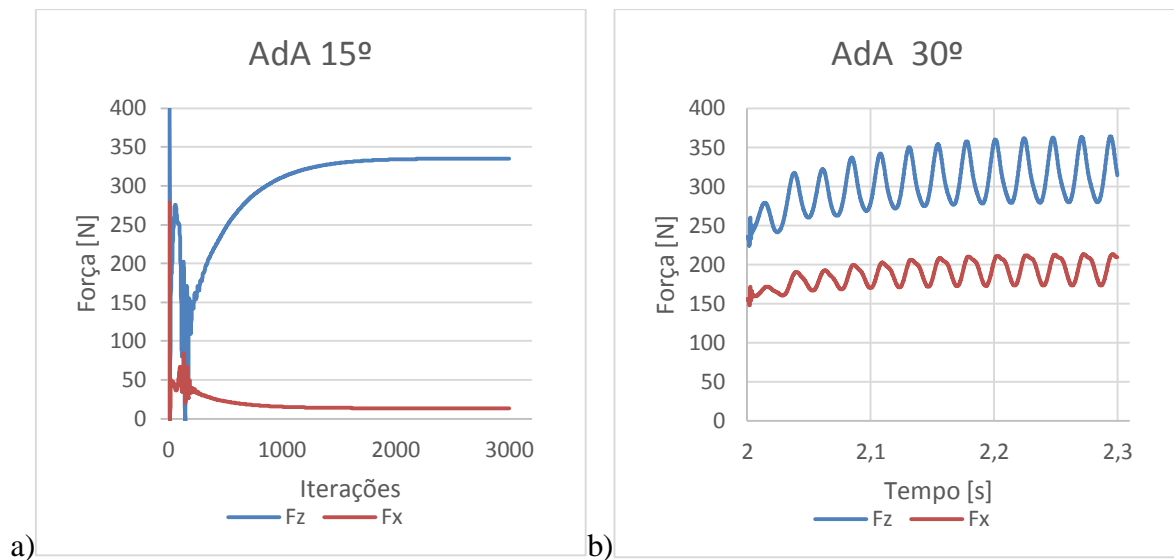 AdA 15º
400
350
300
250
200
150
100
50
0
Força [N]
0 1000 2000 3000
Iterações
Fz Fx
a)
AdA 30º
400
350
300
250
200
150
100
50
0
Força [N]
2 2,1 2,2 2,3
Tempo [s]
Fz Fx
b)